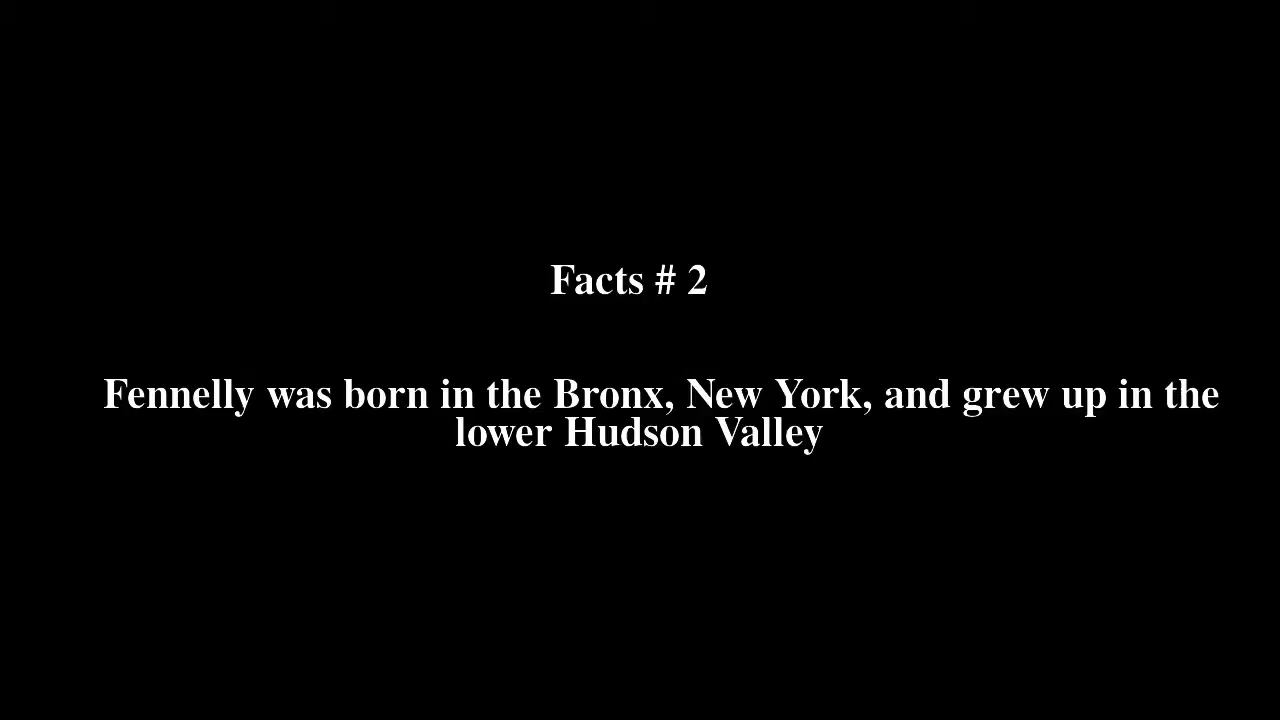 Facts # 2
Fennelly was born in the Bronx, New York, and grew up in the
lower Hudson Valley